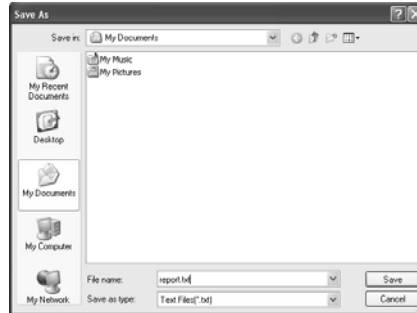 Save As
Save in:
My Documents
My Music
My Pictures
My Recent
Documents
Desktop
My Documents
My Computer
My Network
File name:
report.txt
Save
Save as type:
Text Files(*.txt)
Cancel